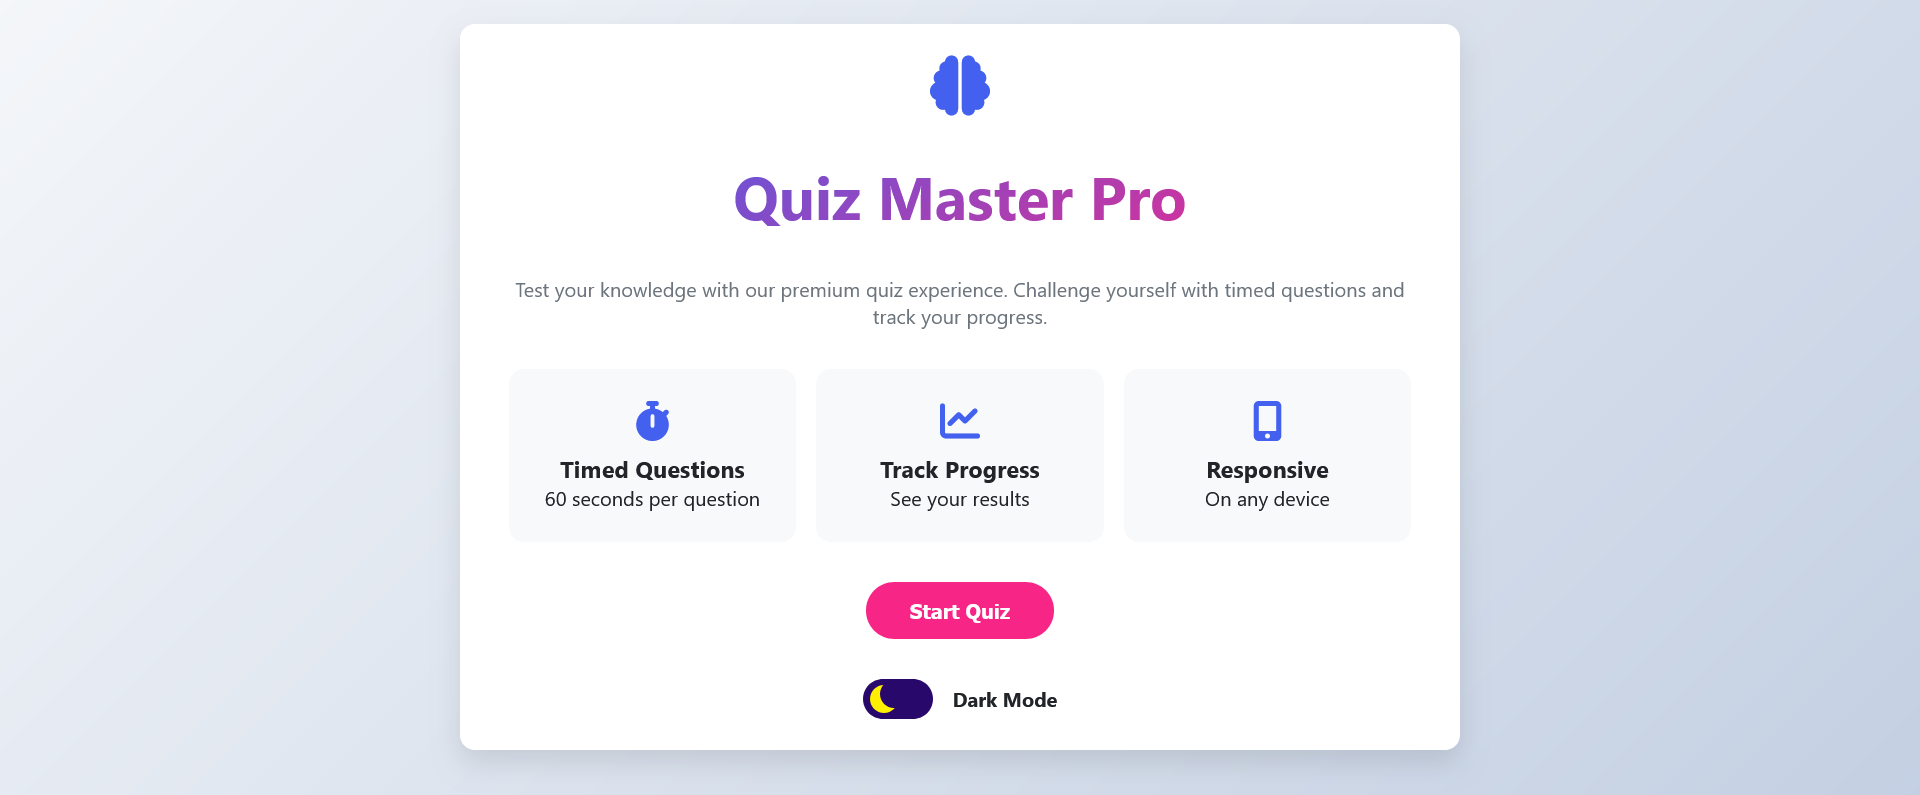 Quiz Master Pro
Test your knowledge with our premium quiz experience. Challenge yourself with timed questions and
track your progress.
Timed Questions
60 seconds per question
Track Progress
See your results
Responsive
On any device
Start Quiz
Dark Mode